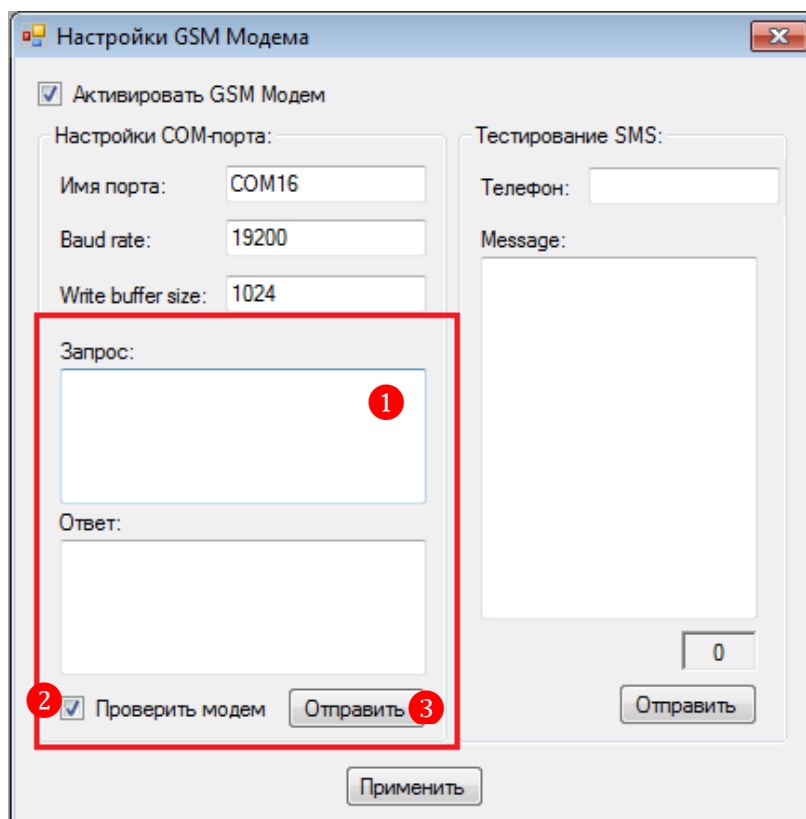 Настройки GSM Модема
Активировать GSM Модем
Настройки COM-порта:
Имя порта: COM16
Baud rate: 19200
Write buffer size: 1024
Запрос:
1
Ответ:
2 Проверить модем Отправить 3
Тестирование SMS:
Телефон:
Message:
0
Отправить
Применить